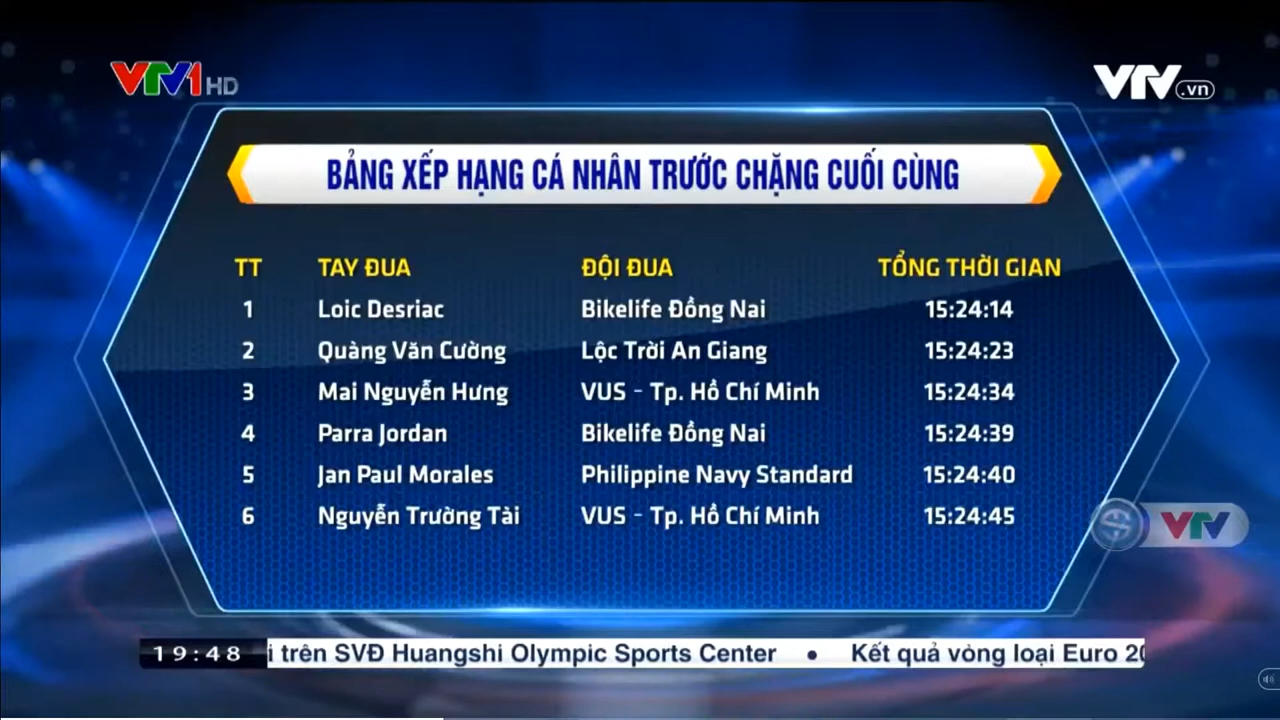 VTV1 HD
VTV.vn
BẢNG XẾP HẠNG CÁ NHÂN TRƯỚC CHẶNG CUỐI CÙNG
TT TAY ĐUA ĐỘI ĐUA TỔNG THỜI GIAN
1 Loic Desriac Bikelife Đồng Nai 15:24:14
2 Quàng Văn Cường Lộc Trời An Giang 15:24:23
3 Mai Nguyễn Hưng VUS - Tp. Hồ Chí Minh 15:24:34
4 Parra Jordan Bikelife Đồng Nai 15:24:39
5 Jan Paul Morales Philippine Navy Standard 15:24:40
6 Nguyễn Trường Tài VUS - Tp. Hồ Chí Minh 15:24:45
VTV
19:48 i trên SVĐ Huangshi Olympic Sports Center • Kết quả vòng loại Euro 20